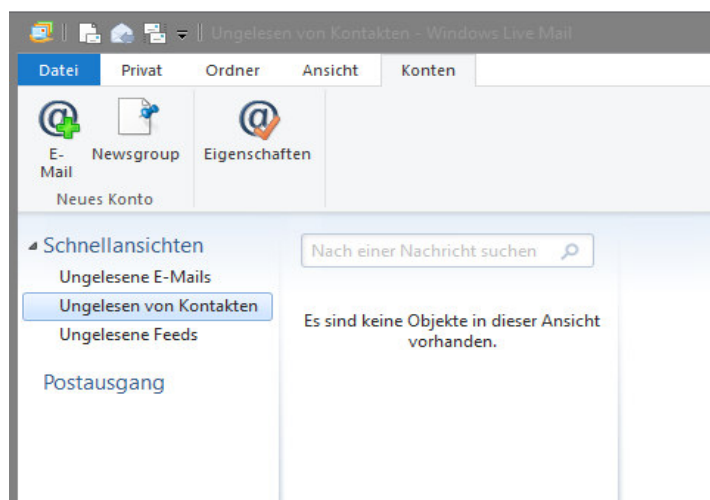 Ungelesen von Kontakten - Windows Live Mail
Datei Privat Ordner Ansicht Konten
E-
Mail
Newsgroup
Eigenschaften
Neues Konto
Schnellansichten
Ungelesene E-Mails
Ungelesen von Kontakten
Ungelesene Feeds
Postausgang
Nach einer Nachricht suchen
Es sind keine Objekte in dieser Ansicht
vorhanden.